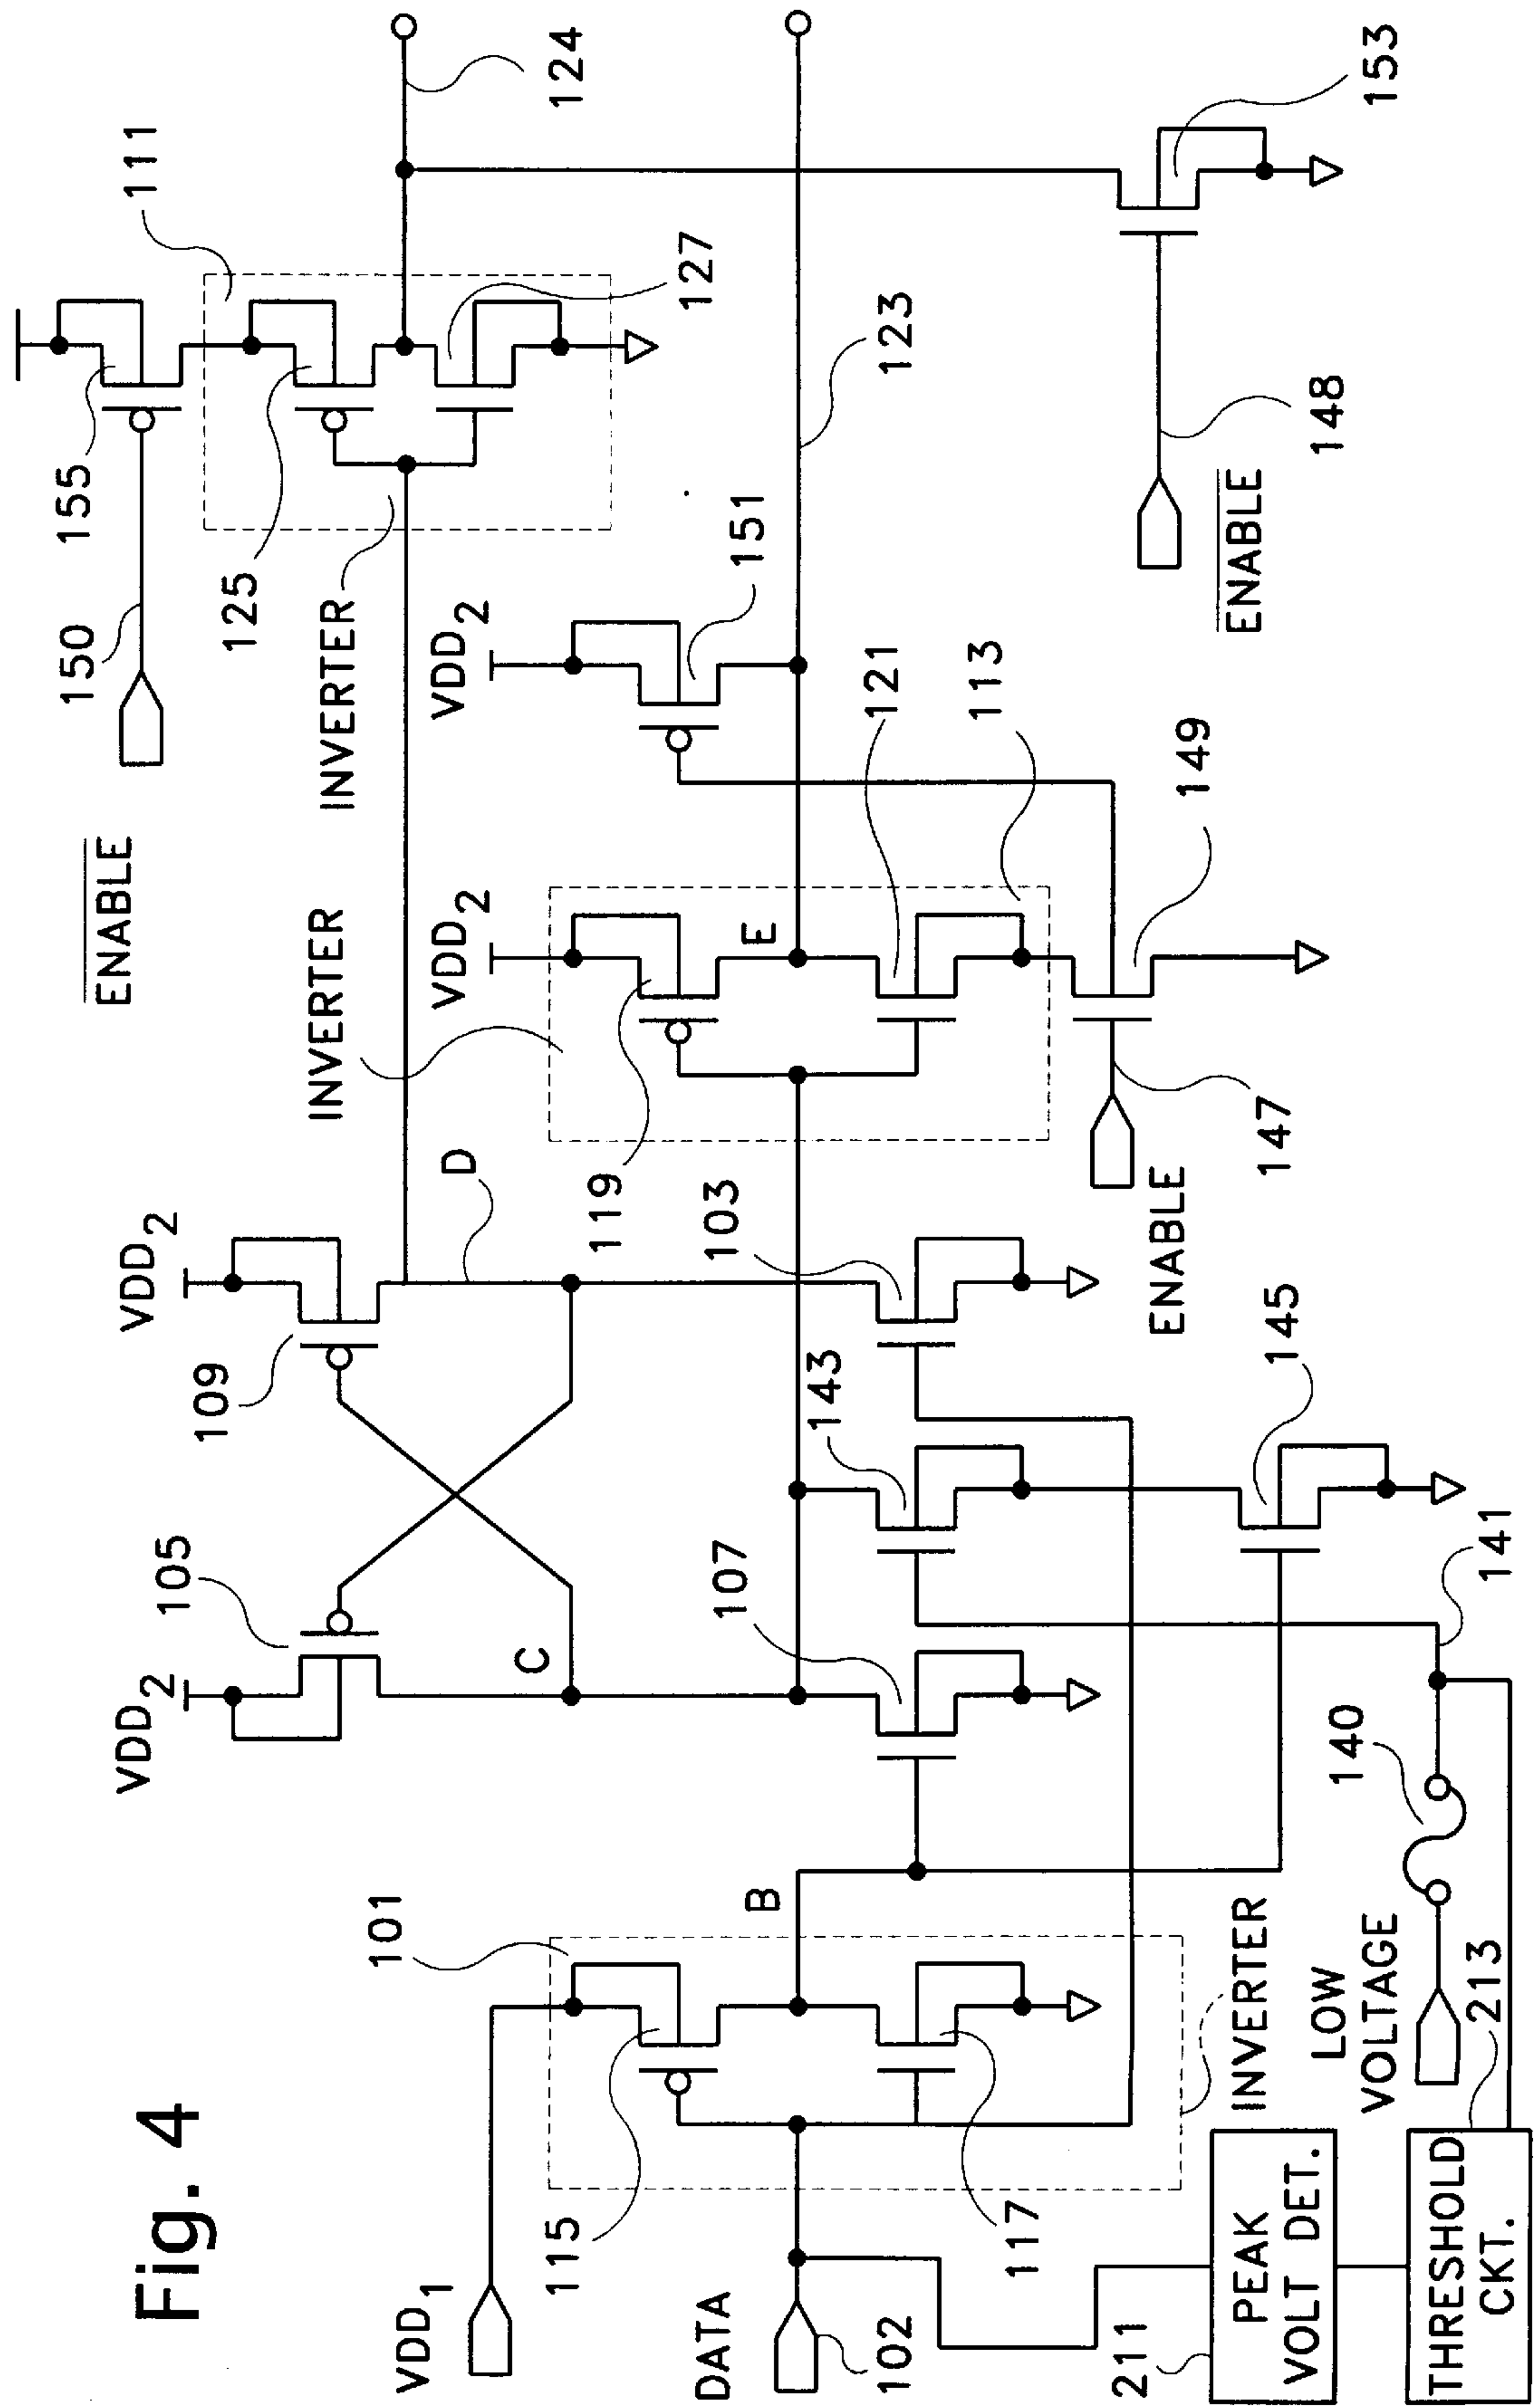 Fig. 4
VDD1
DATA
102
211
PEAK
VOLT DET.
THRESHOLD
CKT.
213
115
117
101
INVERTER
B
LOW
VOLTAGE
140
141
VDD2
105
C
107
143
145
VDD2
109
D
103
ENABLE
147
INVERTER
119
VDD2
E
121
113
149
ENABLE
150
155
125
INVERTER
VDD2
151
123
111
127
124
ENABLE
148
153